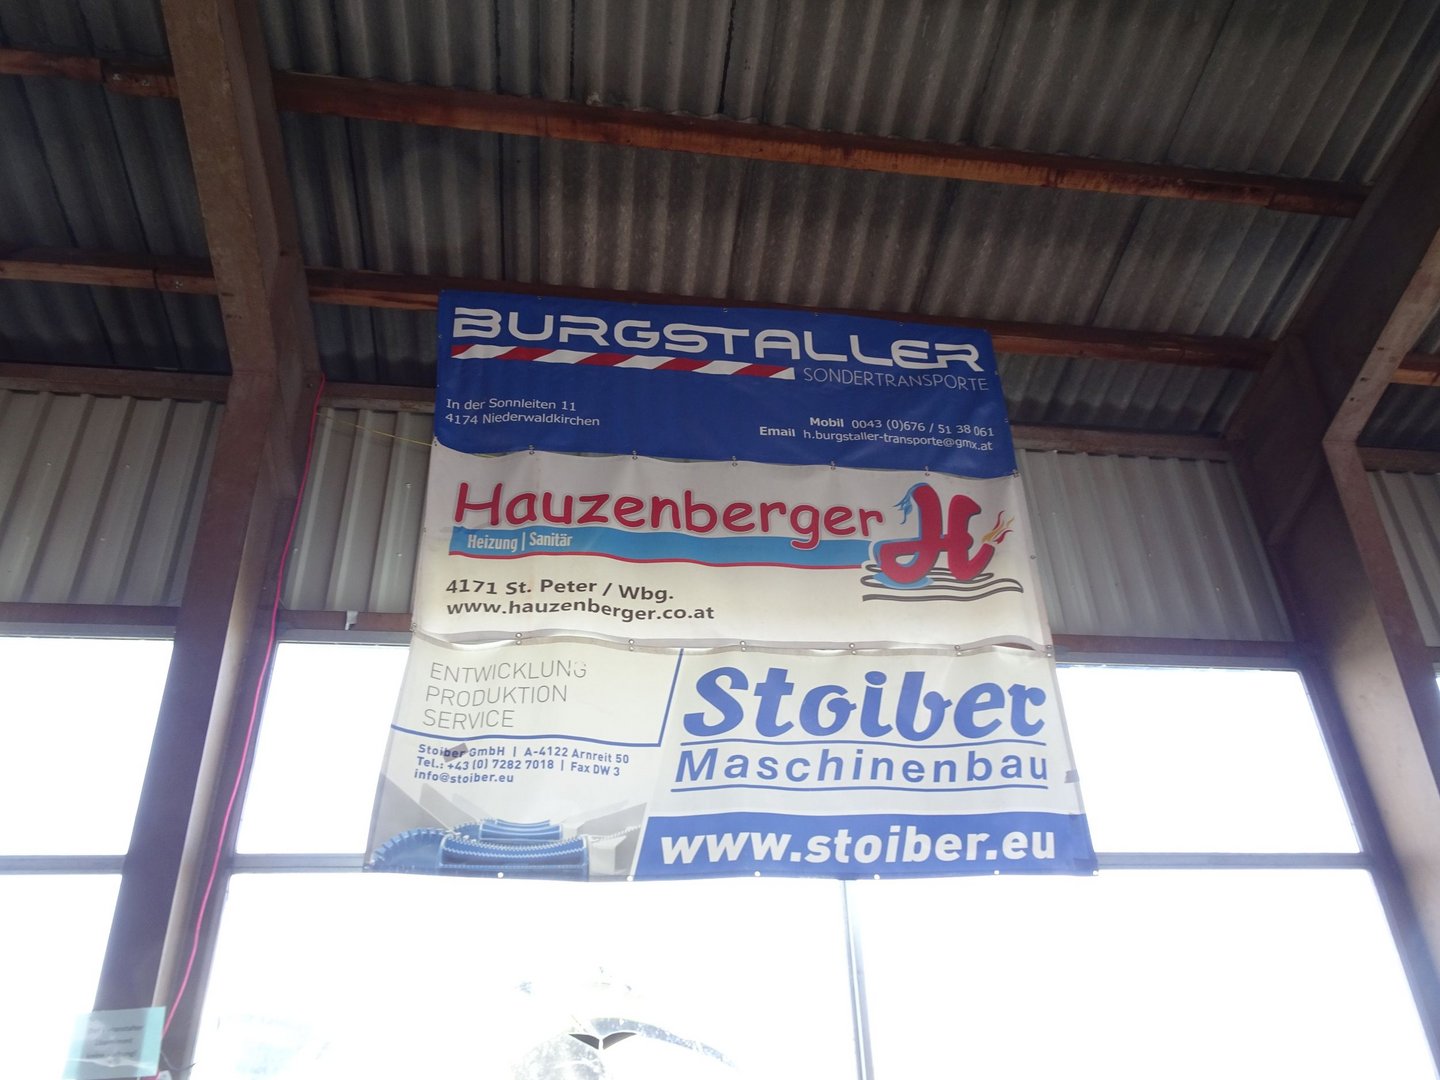 BURGSTALLER
SONDERTRANSPORTE
In der Sonnleiten 11
4174 Niederwaldkirchen
Mobil 0043 (0)676 / 51 38 061
Email h.burgstaller-transporte@gmx.at
Hauzenberger
Heizung | Sanitär
H
4171 St. Peter / Wbg.
www.hauzenberger.co.at
ENTWICKLUNG
PRODUKTION
SERVICE
Stoiber GmbH | A-4122 Arnreit 50
Tel.: +43 (0) 7282 7018 | Fax DW 3
info@stoiber.eu
Stoiber
Maschinenbau
www.stoiber.eu